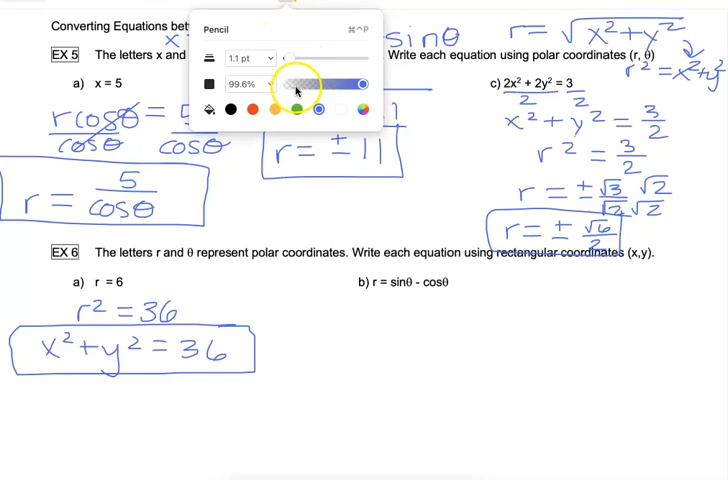 Converting Equations bet
Pencil ⌘^P
1.1 pt
99.6%
x
sinθ
r = √x² + y²
r² = x² + y²
EX 5 The letters x and
Write each equation using polar coordinates (r, θ)
a) x = 5
c) 2x² + 2y² = 3
2 2
r cosθ = 5
cosθ cosθ
r = 5/cosθ
1
r = ± 11
x² + y² = 3/2
r² = 3/2
r = ± √3 √2
√2 √2
r = ± √6/2
EX 6 The letters r and θ represent polar coordinates. Write each equation using rectangular coordinates (x,y).
a) r = 6
b) r = sinθ - cosθ
r² = 36
x² + y² = 36